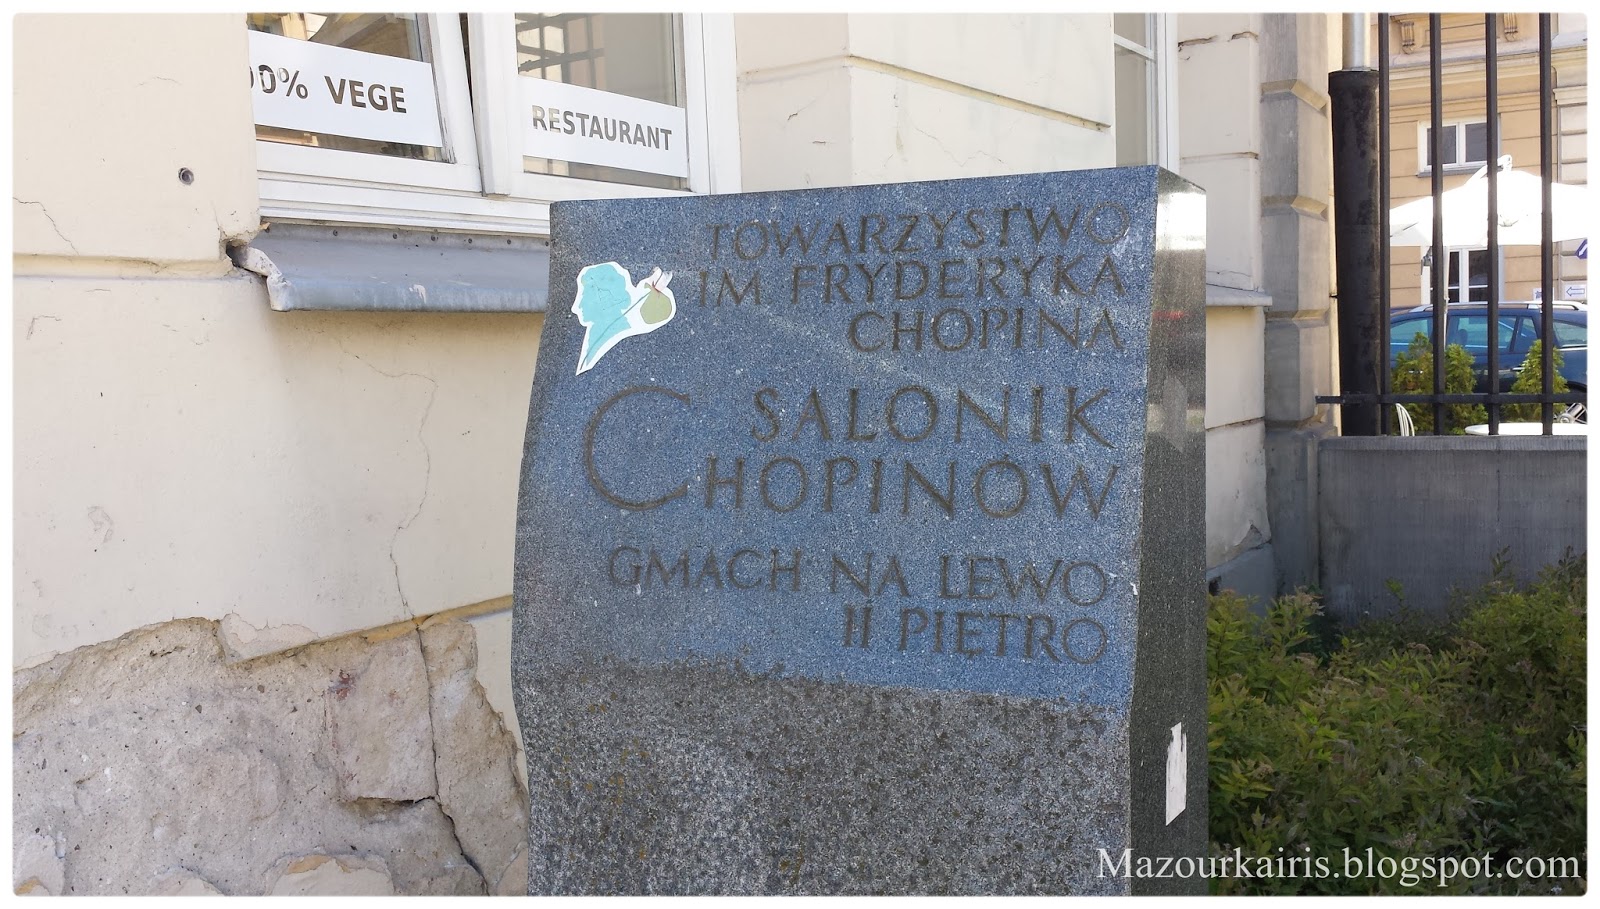 00% VEGE
RESTAURANT
TOWARZYSTWO
IM FRYDERYKA
CHOPINA
SALONIK
CHOPINÓW
GMACH NA LEWO
II PIĘTRO
Mazourkairis.blogspot.com